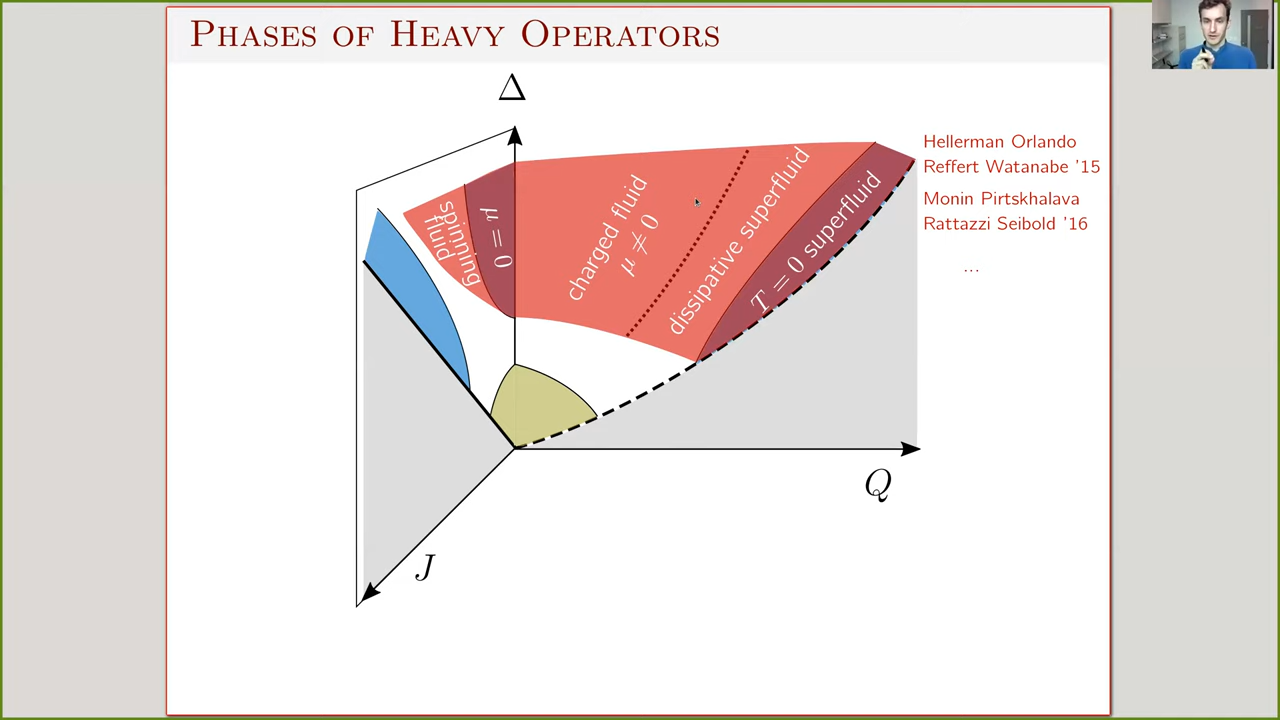 PHASES OF HEAVY OPERATORS
Δ
Hellerman Orlando
Reffert Watanabe '15
Monin Pirtskhalava
Rattazzi Seibold '16
...
spinning
fluid
μ = 0
charged fluid
μ ≠ 0
dissipative superfluid
T = 0 superfluid
Q
J